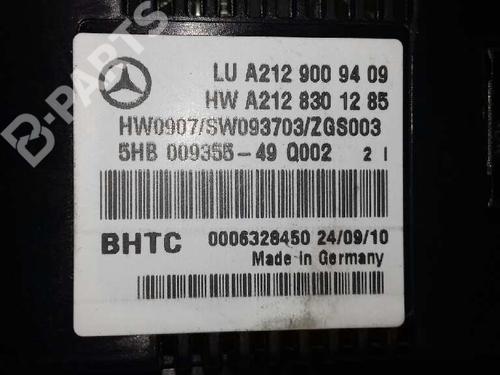 LU A212 900 94 09
HW A212 830 12 85
HW0907/SW093703/ZGS003
5HB 009355-49 Q002 2 I
BHTC 0006328450 24/09/10
Made in Germany
B-PARTS